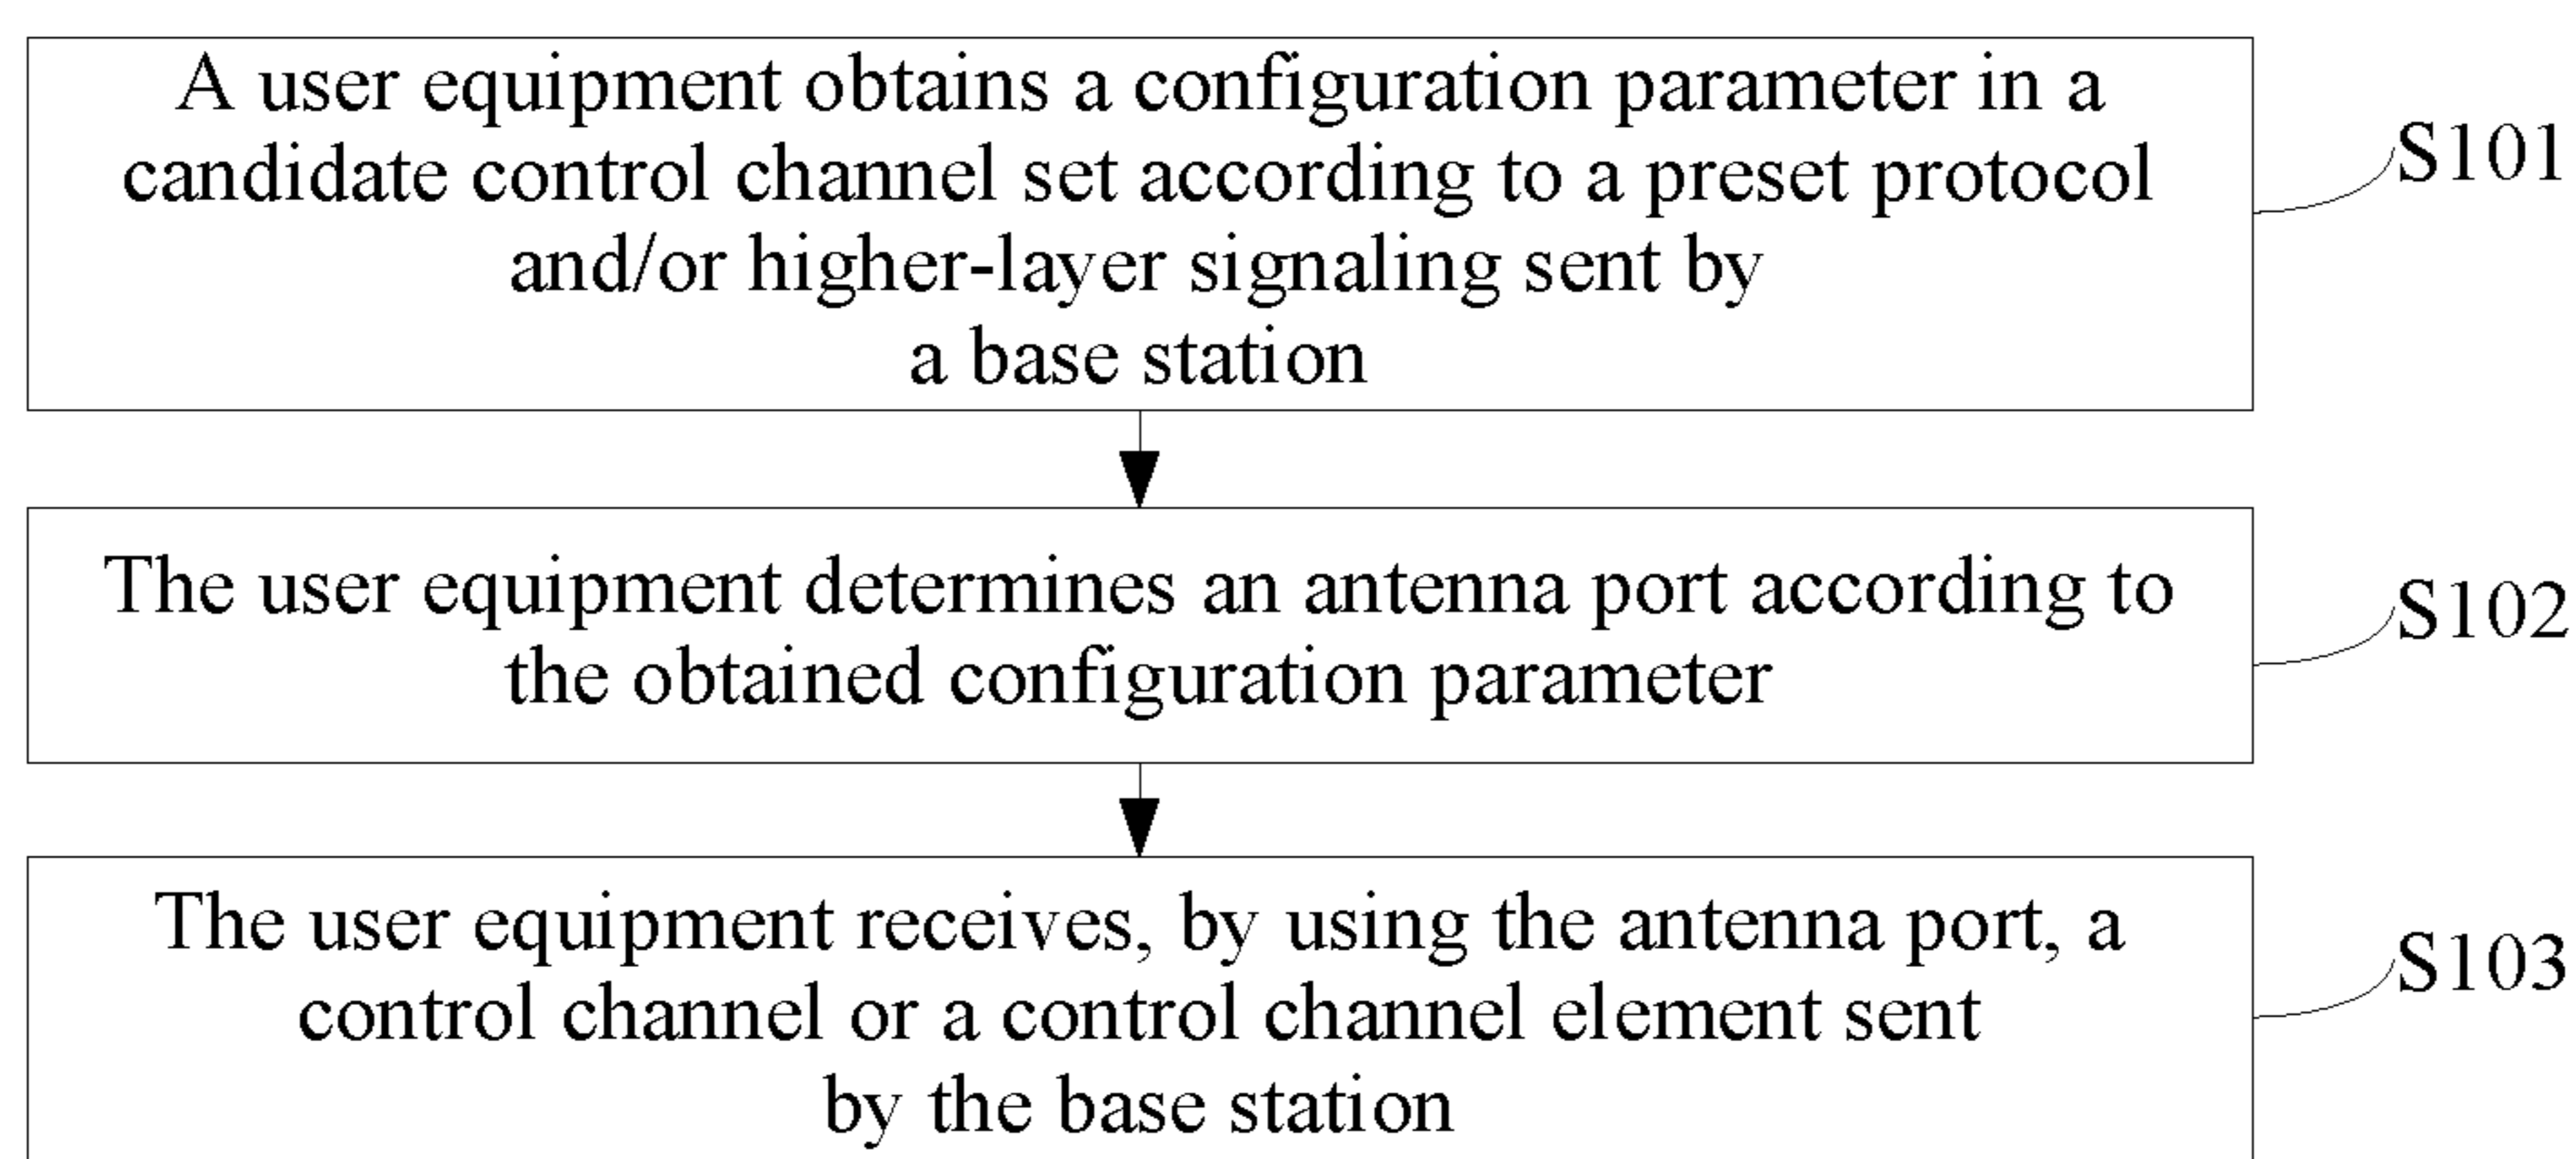 A user equipment obtains a configuration parameter in a
candidate control channel set according to a preset protocol
and/or higher-layer signaling sent by
a base station
S101
The user equipment determines an antenna port according to
the obtained configuration parameter
S102
The user equipment receives, by using the antenna port, a
control channel or a control channel element sent
by the base station
S103